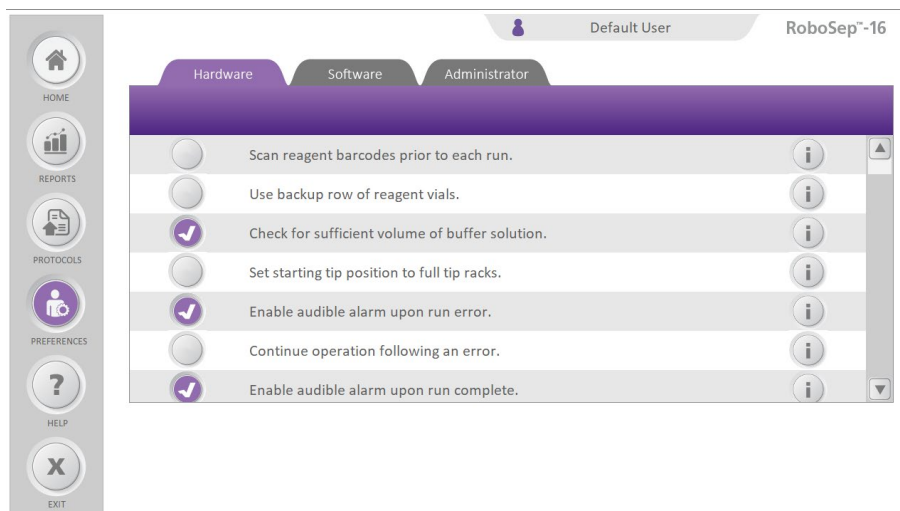 Default User
RoboSep™-16
Hardware
Software
Administrator
HOME
REPORTS
PROTOCOLS
PREFERENCES
? HELP
X EXIT
Scan reagent barcodes prior to each run. i
Use backup row of reagent vials. i
Check for sufficient volume of buffer solution. i
Set starting tip position to full tip racks. i
Enable audible alarm upon run error. i
Continue operation following an error. i
Enable audible alarm upon run complete. i